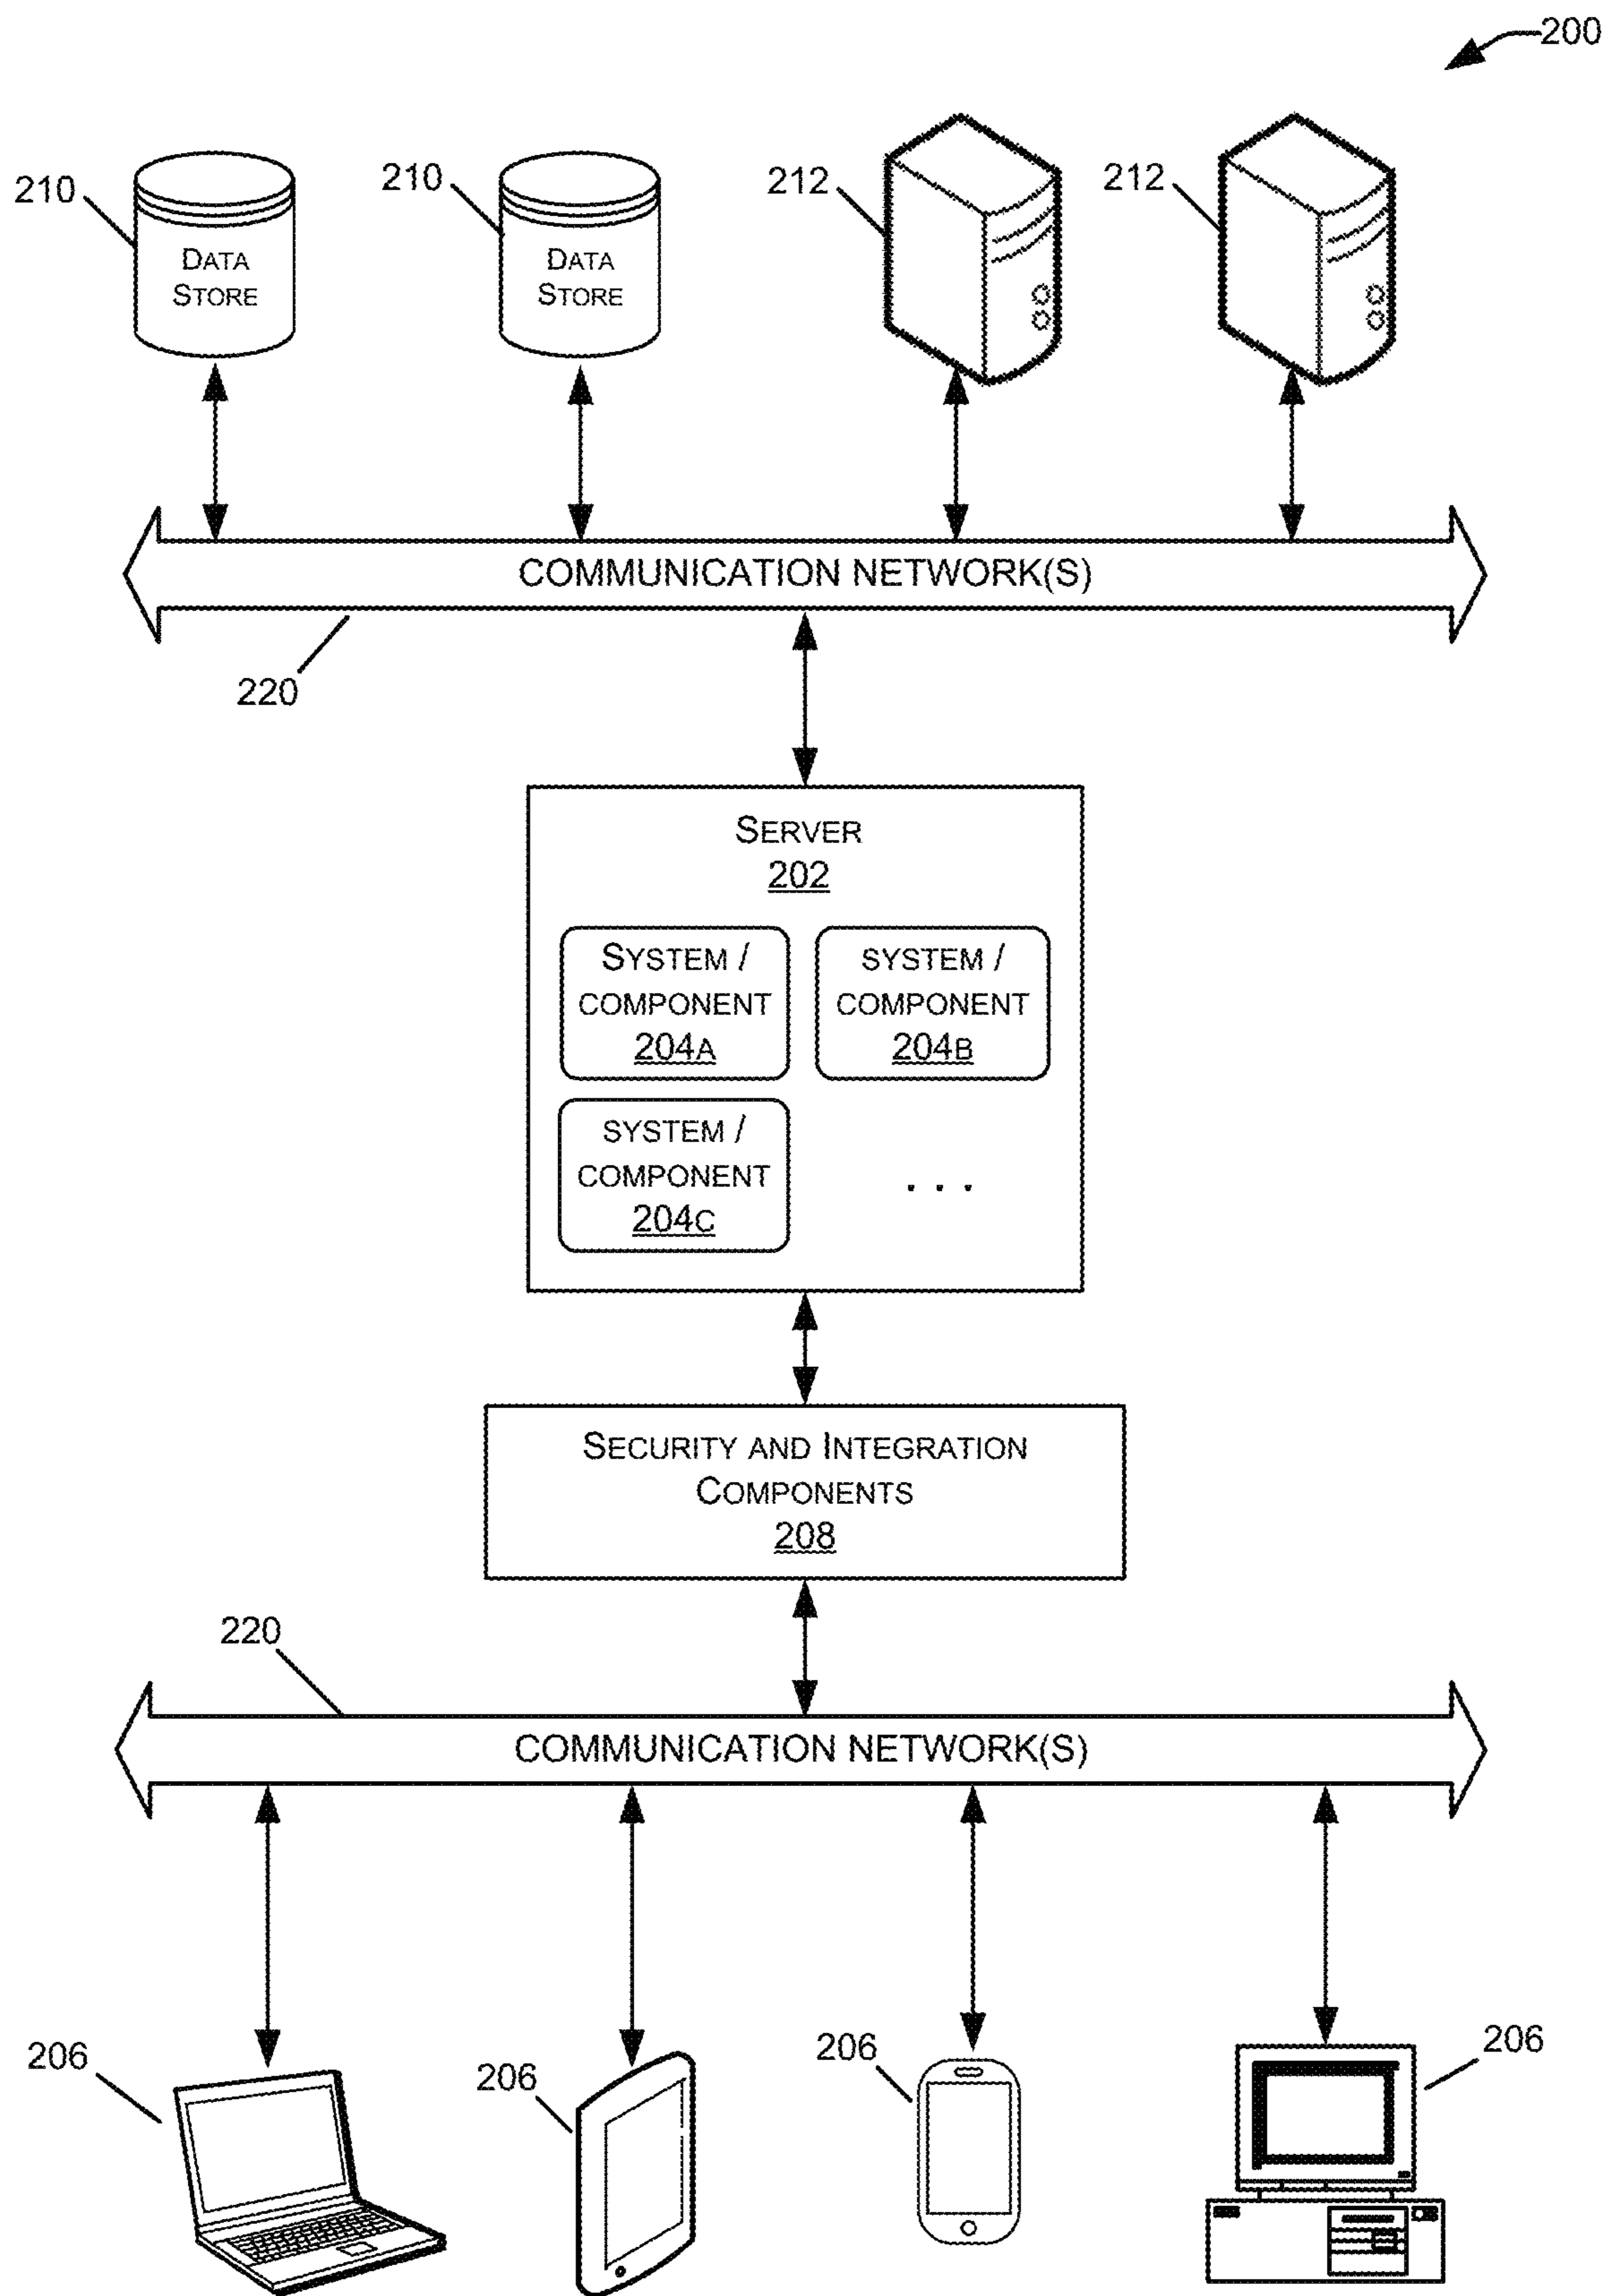 200
210
210
212
212
DATA
STORE
DATA
STORE
COMMUNICATION NETWORK(S)
220
SERVER
202
SYSTEM /
COMPONENT
204A
SYSTEM /
COMPONENT
204B
SYSTEM /
COMPONENT
204C
. . .
SECURITY AND INTEGRATION
COMPONENTS
208
220
COMMUNICATION NETWORK(S)
206
206
206
206